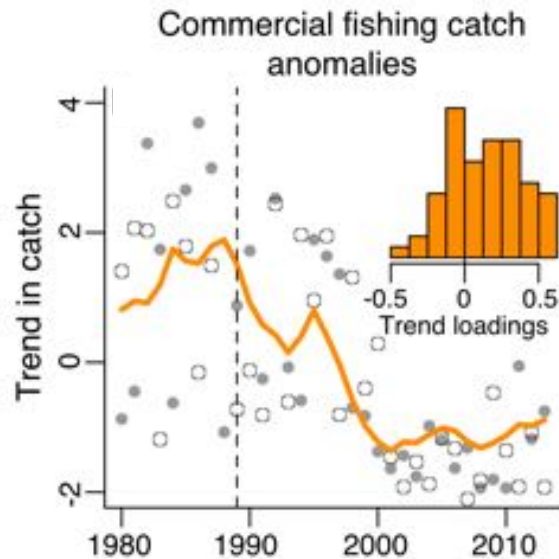 Commercial fishing catch
anomalies
Trend in catch
4
2
0
-2
1980 1990 2000 2010
-0.5 0 0.5
Trend loadings